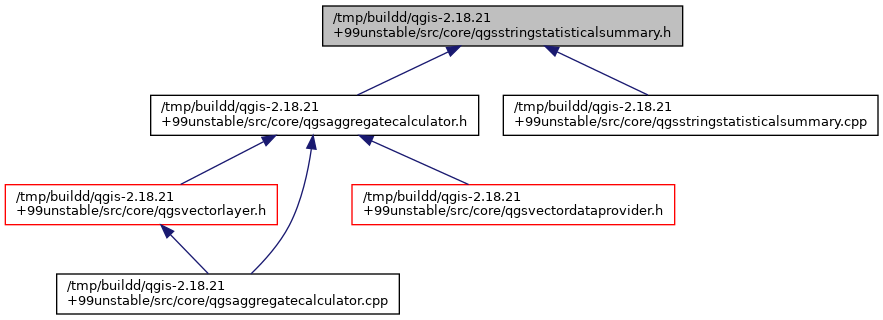 /tmp/buildd/qgis-2.18.21
+99unstable/src/core/qgsstringstatisticalsummary.h
/tmp/buildd/qgis-2.18.21
+99unstable/src/core/qgsaggregatecalculator.h
/tmp/buildd/qgis-2.18.21
+99unstable/src/core/qgsstringstatisticalsummary.cpp
/tmp/buildd/qgis-2.18.21
+99unstable/src/core/qgsvectorlayer.h
/tmp/buildd/qgis-2.18.21
+99unstable/src/core/qgsvectordataprovider.h
/tmp/buildd/qgis-2.18.21
+99unstable/src/core/qgsaggregatecalculator.cpp